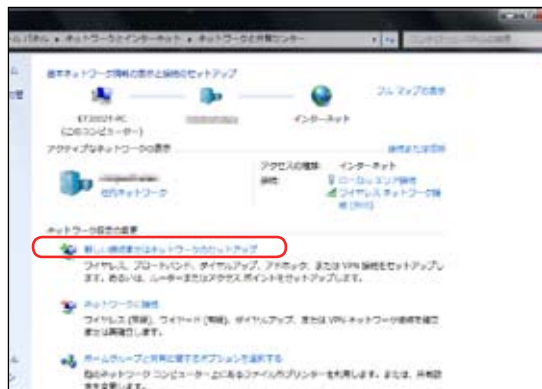 ネットワークとインターネット ▸ ネットワークと共有センター
基本ネットワーク情報の表示と接続のセットアップ
フル マップの表示
(このコンピューター)
インターネット
アクティブなネットワークの表示
接続または切断
アクセスの種類: インターネット
接続: ローカル エリア接続
社内ネットワーク
ワイヤレス ネットワーク接
ネットワーク設定の変更
新しい接続またはネットワークのセットアップ
ワイヤレス、ブロードバンド、ダイヤルアップ、アドホック、または VPN 接続をセットアップし
ます。あるいは、ルーターまたはアクセス ポイントをセットアップします。
ネットワークに接続
ワイヤレス (無線)、ワイヤード (有線)、ダイヤルアップ、または VPN ネットワーク接続を確立
または再確立します。
ホームグループと共有に関するオプションを選択する
他のネットワーク コンピューター上にあるファイルやプリンターを利用します。または、共有設
定を変更します。